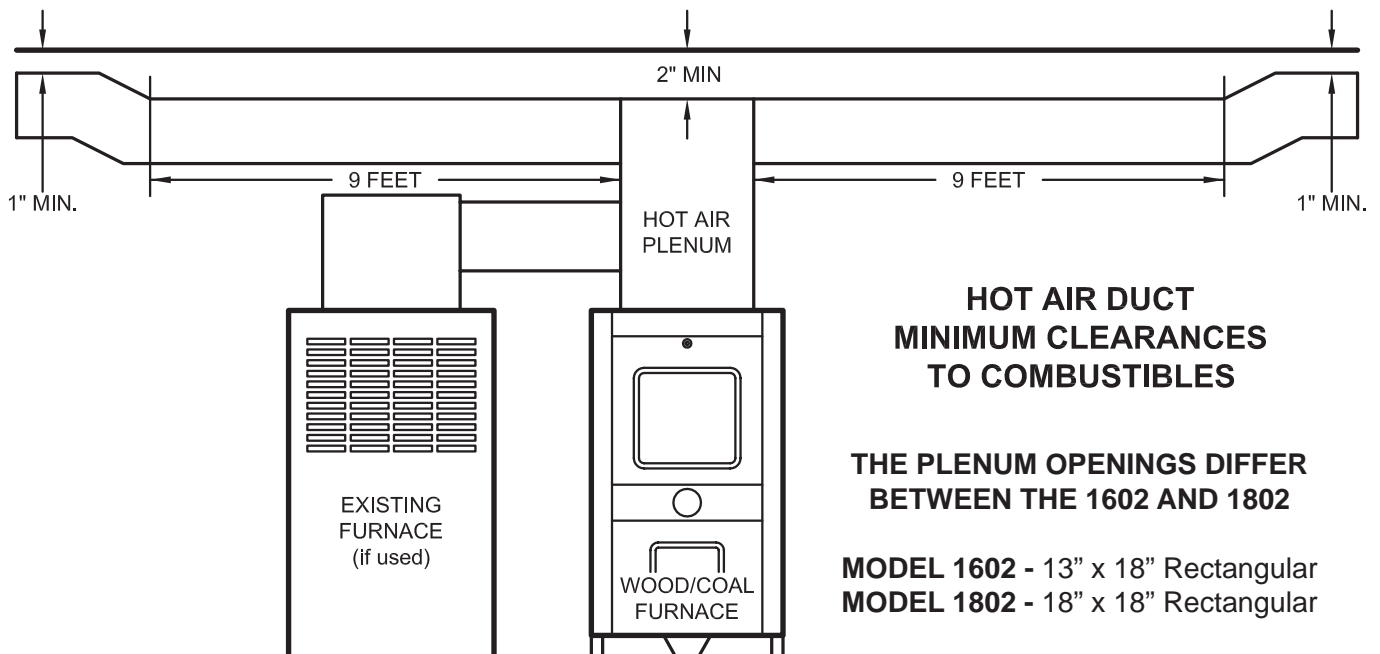 2" MIN
1" MIN.
9 FEET
9 FEET
1" MIN.
HOT AIR
PLENUM
HOT AIR DUCT
MINIMUM CLEARANCES
TO COMBUSTIBLES
THE PLENUM OPENINGS DIFFER
BETWEEN THE 1602 AND 1802
EXISTING
FURNACE
(if used)
WOOD/COAL
FURNACE
MODEL 1602 - 13” x 18” Rectangular
MODEL 1802 - 18” x 18” Rectangular